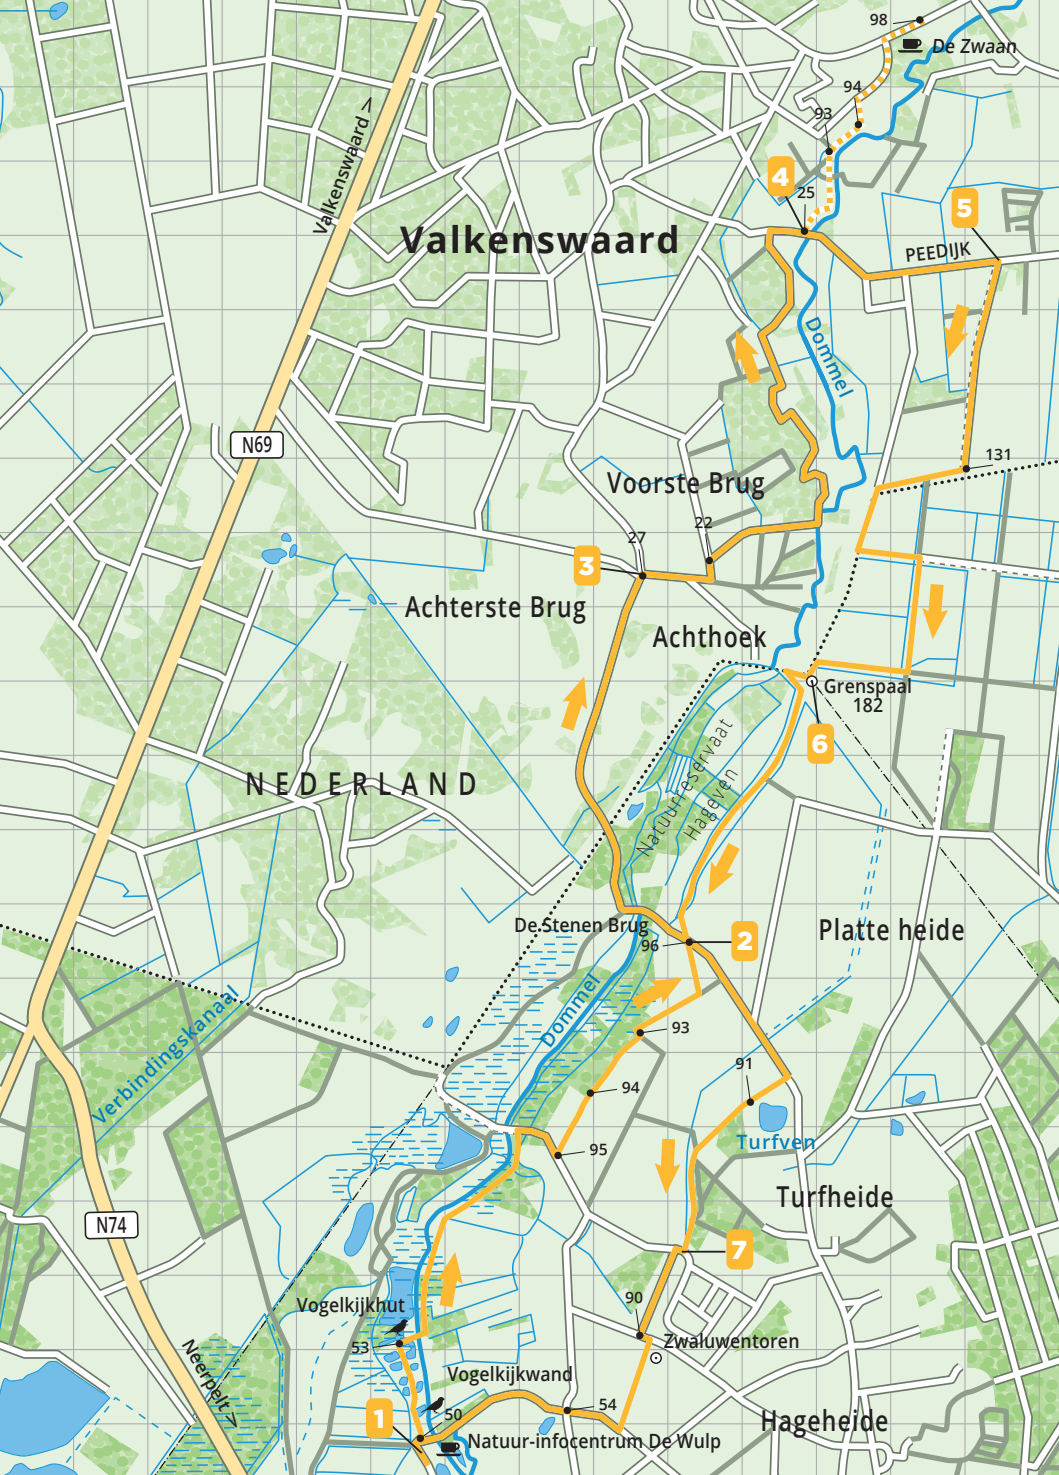 98
De Zwaan
94
93
Valkenswaard >
4
25
5
Valkenswaard
PEEDIJK
Dommel
N69
131
Voorste Brug
22
27
3
Achterste Brug
Achthoek
Grenspaal
182
6
NEDERLAND
Natuurreservaat
Hageven
De Stenen Brug
96
2
Platte heide
Verbindingskanaal
Dommel
93
91
94
Turfven
95
Turfheide
N74
7
Vogelkijkhut
90
53
Zwaluwentoren
Neerpelt >
Vogelkijkwand
54
1
50
Hageheide
Natuur-infocentrum De Wulp